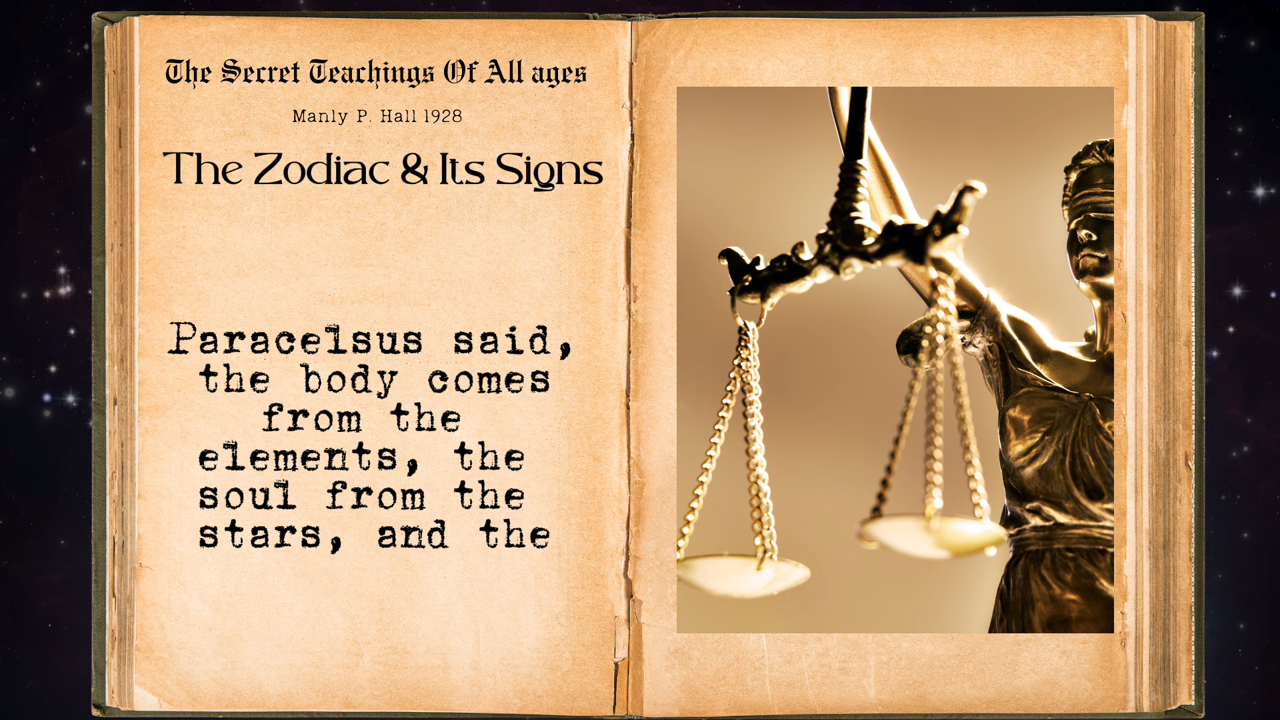 The Secret Teachings Of All ages
Manly P. Hall 1928
The Zodiac & Its Signs
Paracelsus said,
the body comes
from the
elements, the
soul from the
stars, and the